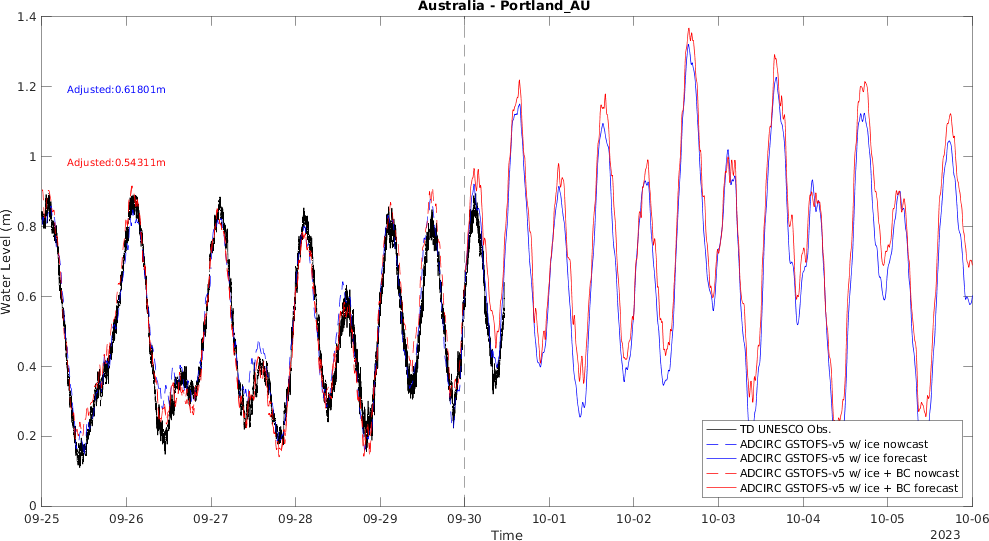 Australia - Portland_AU
1.4
1.2
1
0.8
0.6
0.4
0.2
0
Water Level (m)
Adjusted:0.61801m
Adjusted:0.54311m
TD UNESCO Obs.
ADCIRC GSTOFS-v5 w/ ice nowcast
ADCIRC GSTOFS-v5 w/ ice forecast
ADCIRC GSTOFS-v5 w/ ice + BC nowcast
ADCIRC GSTOFS-v5 w/ ice + BC forecast
09-25 09-26 09-27 09-28 09-29 09-30 10-01 10-02 10-03 10-04 10-05 10-06
Time
2023